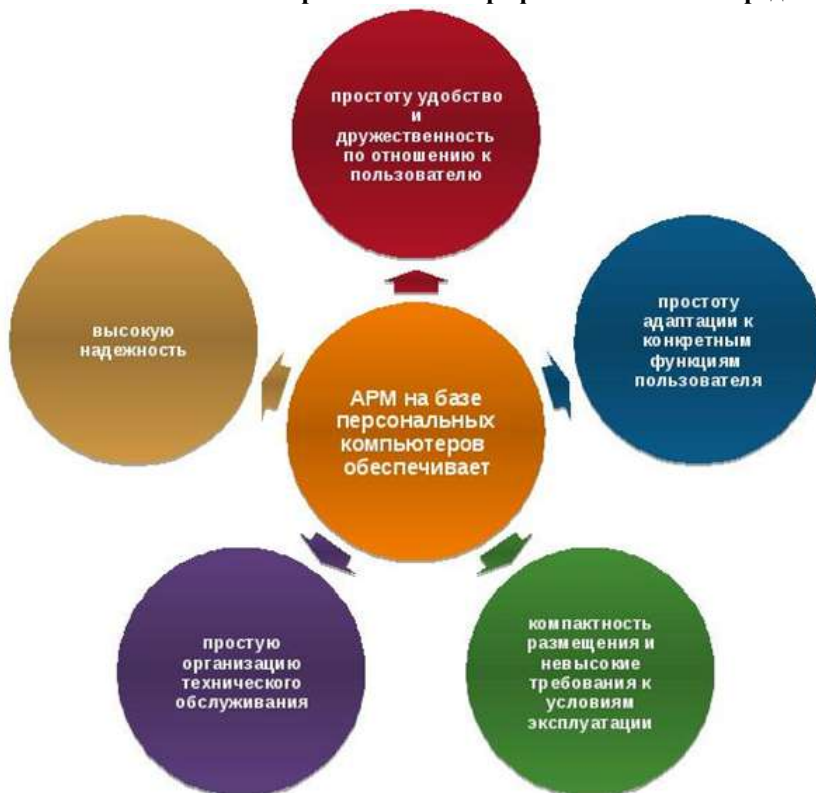 простоту удобство
и
дружественность
по отношению к
пользователю
простоту
адаптации к
конкретным
функциям
пользователя
высокую
надежность
АРМ на базе
персональных
компьютеров
обеспечивает
компактность
размещения и
невысокие
требования к
условиям
эксплуатации
простую
организацию
технического
обслуживания